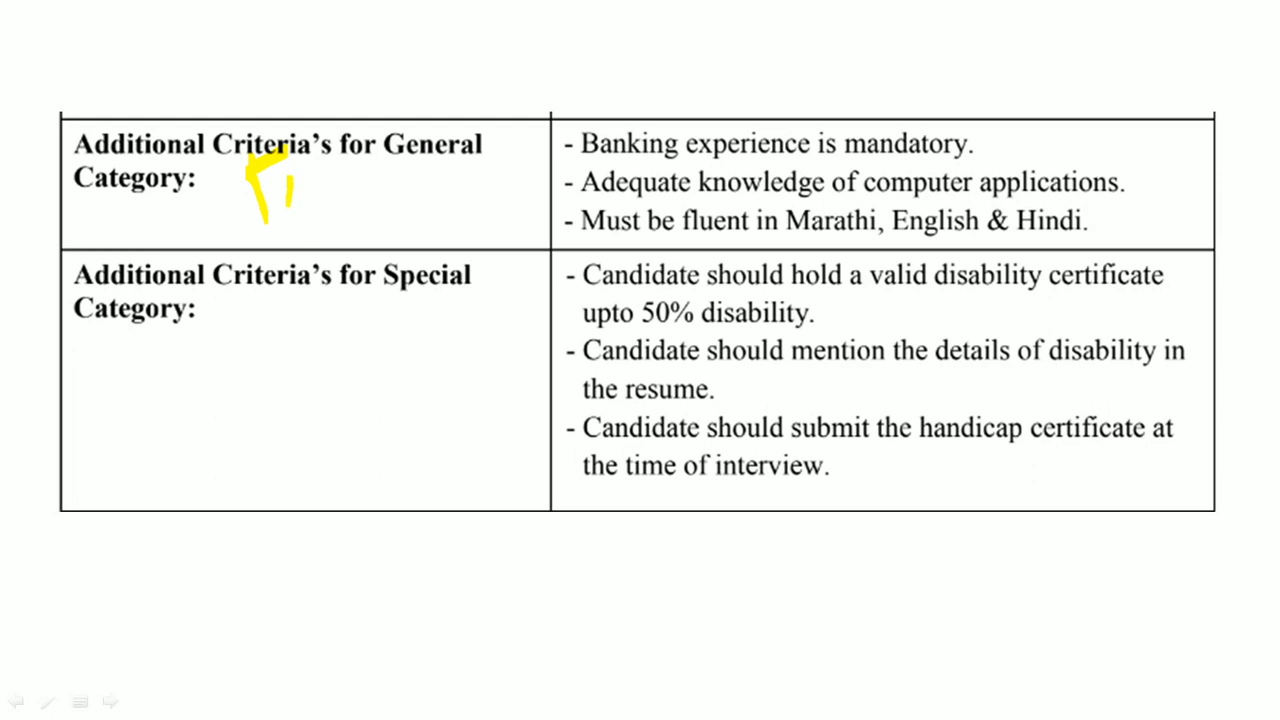 Additional Criteria's for General
Category:
- Banking experience is mandatory.
- Adequate knowledge of computer applications.
- Must be fluent in Marathi, English & Hindi.
Additional Criteria's for Special
Category:
- Candidate should hold a valid disability certificate
upto 50% disability.
- Candidate should mention the details of disability in
the resume.
- Candidate should submit the handicap certificate at
the time of interview.